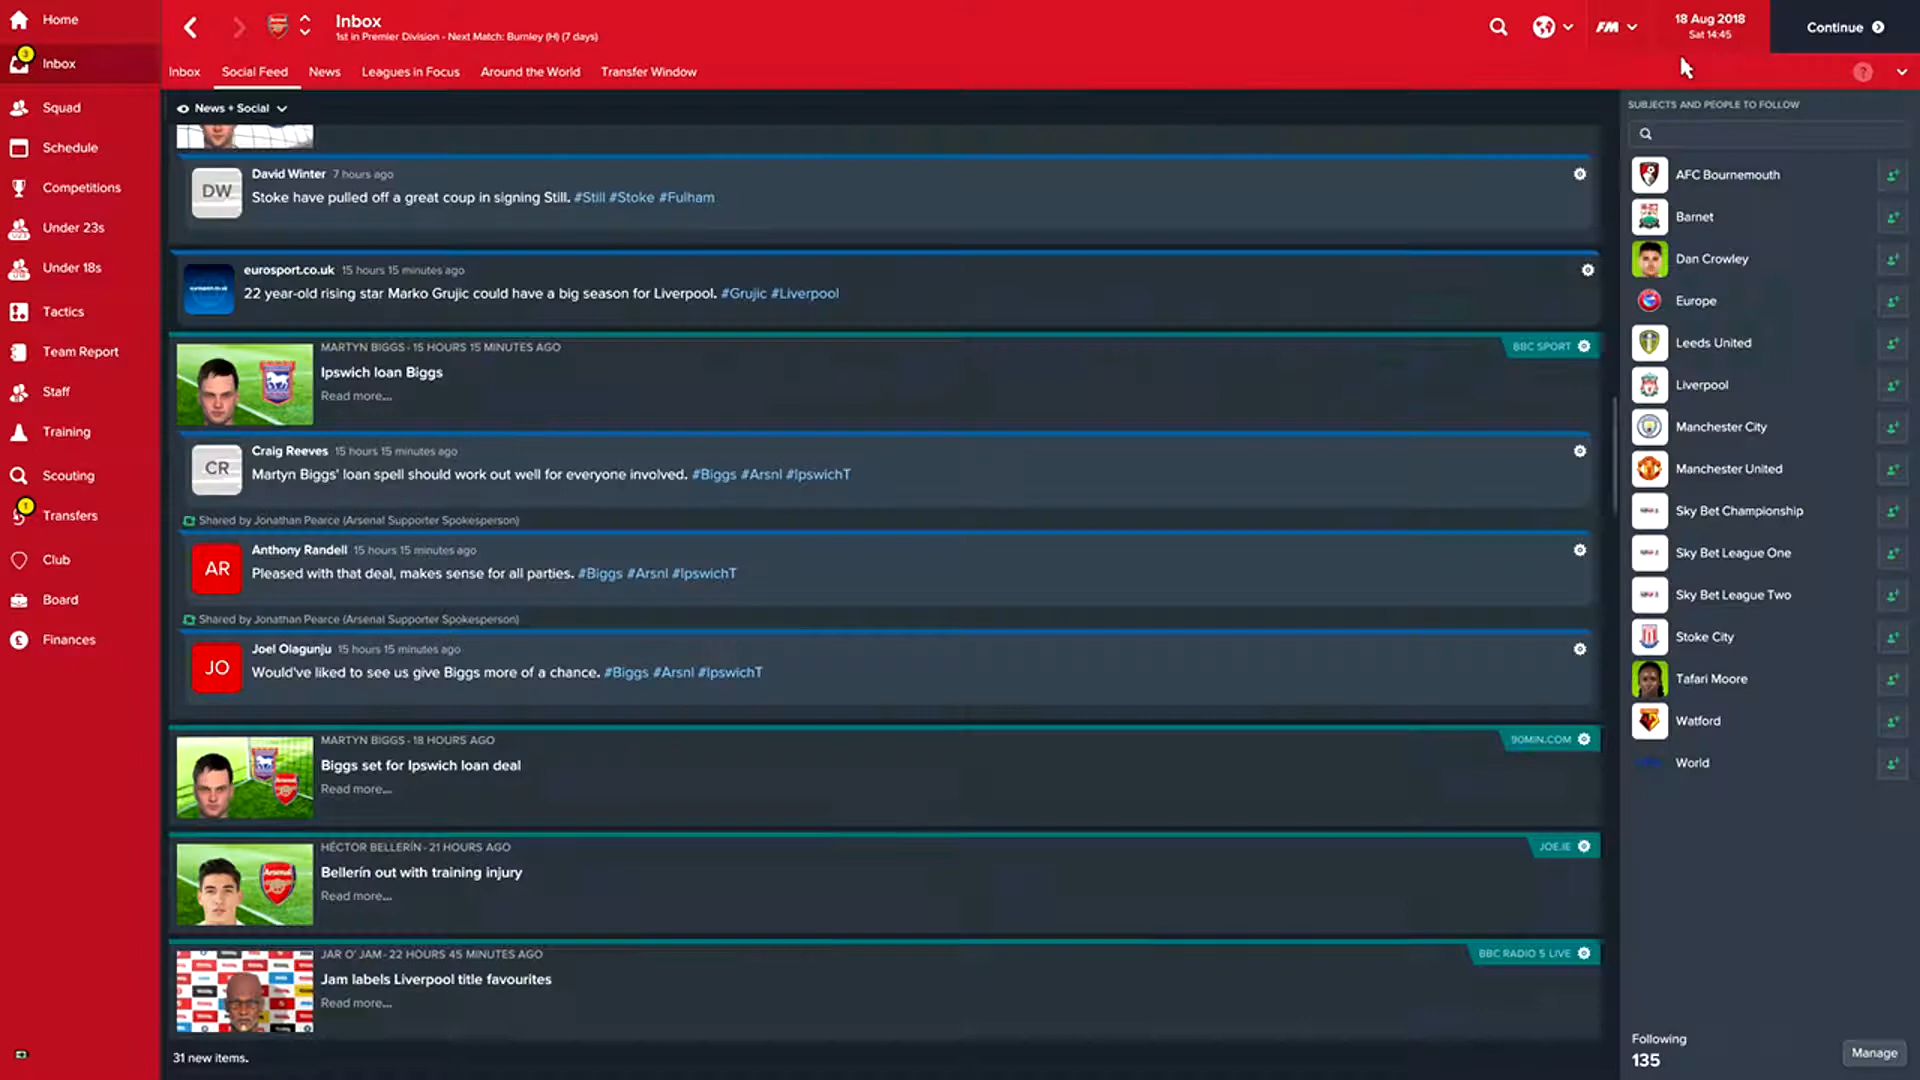 Home
3
Inbox
Squad
Schedule
Competitions
Under 23s
Under 18s
Tactics
Team Report
Staff
Training
Scouting
1
Transfers
Club
Board
£
Finances
Inbox
1st in Premier Division - Next Match: Burnley (H) (7 days)
FM
18 Aug 2018
Sat 14:45
Continue
Inbox
Social Feed
News
Leagues in Focus
Around the World
Transfer Window
?
News + Social
DW
David Winter 7 hours ago
Stoke have pulled off a great coup in signing Still. #Still #Stoke #Fulham
eurosport.co.uk 15 hours 15 minutes ago
22 year-old rising star Marko Grujic could have a big season for Liverpool. #Grujic #Liverpool
MARTYN BIGGS - 15 HOURS 15 MINUTES AGO
BBC SPORT
Ipswich loan Biggs
Read more...
CR
Craig Reeves 15 hours 15 minutes ago
Martyn Biggs' loan spell should work out well for everyone involved. #Biggs #Arsnl #IpswichT
Shared by Jonathan Pearce (Arsenal Supporter Spokesperson)
AR
Anthony Randell 15 hours 15 minutes ago
Pleased with that deal, makes sense for all parties. #Biggs #Arsnl #IpswichT
Shared by Jonathan Pearce (Arsenal Supporter Spokesperson)
JO
Joel Olagunju 15 hours 15 minutes ago
Would've liked to see us give Biggs more of a chance. #Biggs #Arsnl #IpswichT
MARTYN BIGGS - 18 HOURS AGO
90MIN.COM
Biggs set for Ipswich loan deal
Read more...
HÉCTOR BELLERÍN - 21 HOURS AGO
JOE.IE
Bellerín out with training injury
Read more...
Arsenal
JAR O' JAM - 22 HOURS 45 MINUTES AGO
BBC RADIO 5 LIVE
Jam labels Liverpool title favourites
Read more...
31 new items.
SUBJECTS AND PEOPLE TO FOLLOW
AFC Bournemouth
Barnet
Dan Crowley
Europe
Leeds United
Liverpool
Manchester City
Manchester United
Sky Bet Championship
Sky Bet League One
Sky Bet League Two
Stoke City
Tafari Moore
Watford
World
Following
135
Manage